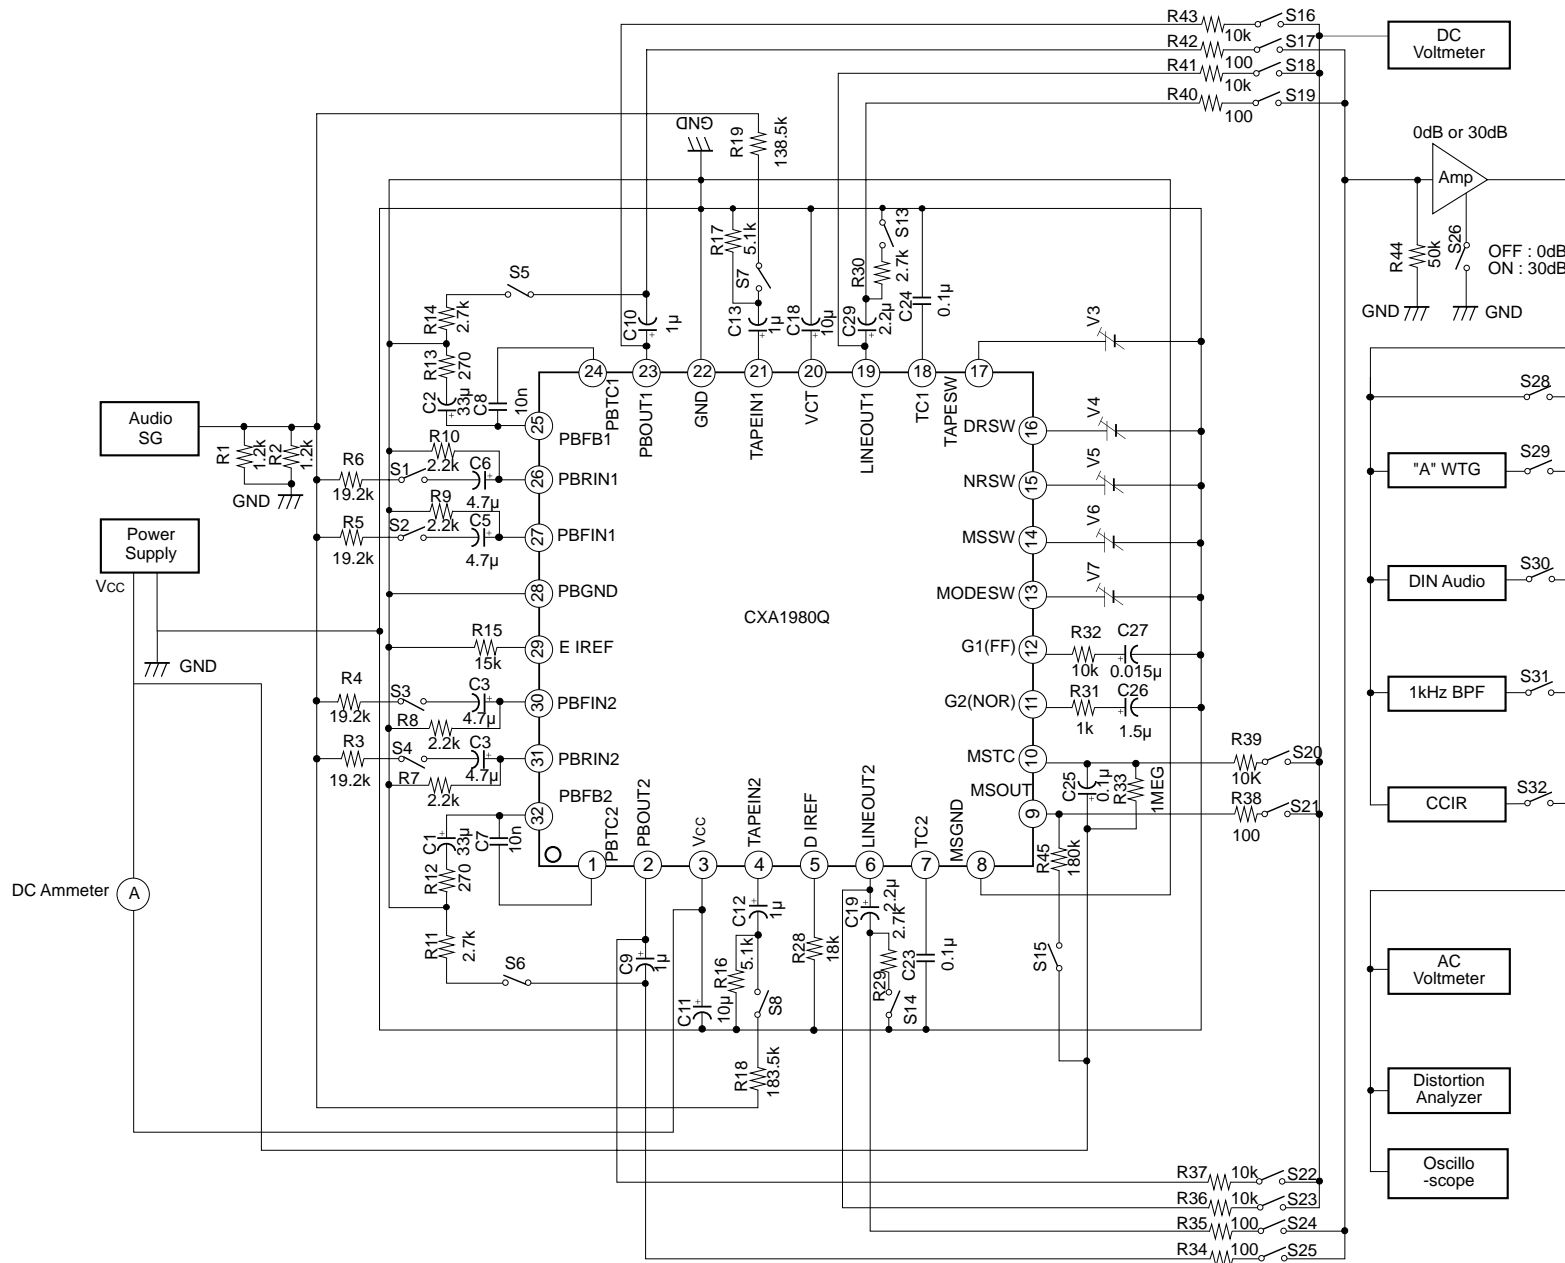 R43 10k S16
R42 100 S17
R41 10k S18
R40 100 S19
DC
Voltmeter
0dB or 30dB
Amp
S26
OFF : 0dB
ON : 30dB
R44 50k
GND
GND
GND
R19 138.5k
R17 5.1k
S7
S13
R30 2.7k
S5
R14 2.7k
R13 270
C2 33µ
C8 10n
C10 1µ
C13 1µ
C18 10µ
C29 2.2µ
C24 0.1µ
V3
V4
V5
V6
V7
24 PBTC1
23 PBOUT1
22 GND
21 TAPEIN1
20 VCT
19 LINEOUT1
18 TC1
17 TAPESW
16 DRSW
15 NRSW
14 MSSW
13 MODESW
12 G1(FF)
11 G2(NOR)
10 MSTC
9 MSOUT
25 PBFB1
26 PBRIN1
27 PBFIN1
28 PBGND
29 E IREF
30 PBFIN2
31 PBRIN2
32 PBFB2
CXA1980Q
1 PBTC2
2 PBOUT2
3 Vcc
4 TAPEIN2
5 D IREF
6 LINEOUT2
7 TC2
8 MSGND
Audio
SG
R1 1.2k
R2 1.2k
GND
Power
Supply
Vcc
GND
R6 19.2k
S1
R10 2.2k
C6 4.7µ
R5 19.2k
S2
R9 2.2k
C5 4.7µ
R15 15k
R4 19.2k
S3
C3 4.7µ
R8 2.2k
R3 19.2k
S4
C3 4.7µ
R7 2.2k
C1 33µ
C7 10n
R12 270
R11 2.7k
S6
DC Ammeter A
C9 1µ
C11 10µ
C12 1µ
R16 5.1k
S8
R18 183.5k
R28 18k
C19 2.2µ
R29 2.7k
S14
C23 0.1µ
R32 10k
C27 0.015µ
R31 1k
C26 1.5µ
C25 0.1µ
R33 1MEG
R45 180k
S15
R39 10K S20
R38 100 S21
R37 10k S22
R36 10k S23
R35 100 S24
R34 100 S25
S28
"A" WTG S29
DIN Audio S30
1kHz BPF S31
CCIR S32
AC
Voltmeter
Distortion
Analyzer
Oscillo
-scope